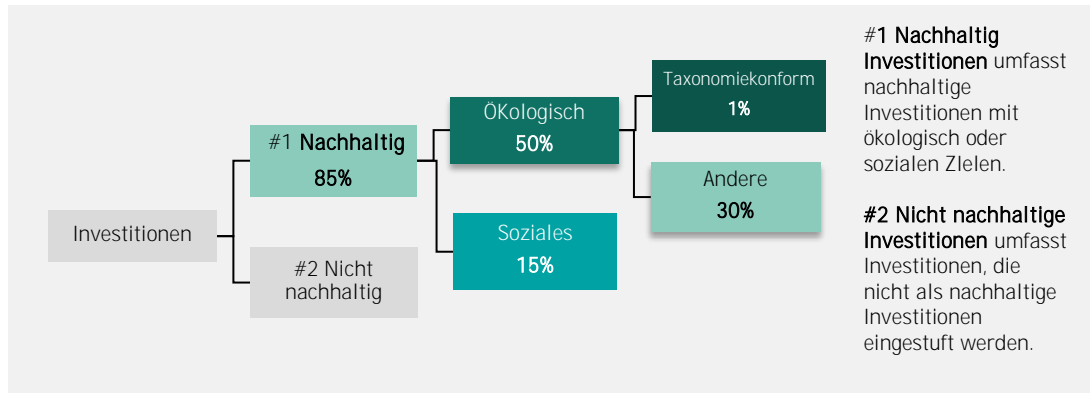 Investitionen
#1 Nachhaltig
85%
#2 Nicht
nachhaltig
ÖKologisch
50%
Soziales
15%
Taxonomiekonform
1%
Andere
30%
#1 Nachhaltig
Investitionen umfasst
nachhaltige
Investitionen mit
ökologisch oder
sozialen ZIelen.
#2 Nicht nachhaltige
Investitionen umfasst
Investitionen, die
nicht als nachhaltige
Investitionen
eingestuft werden.